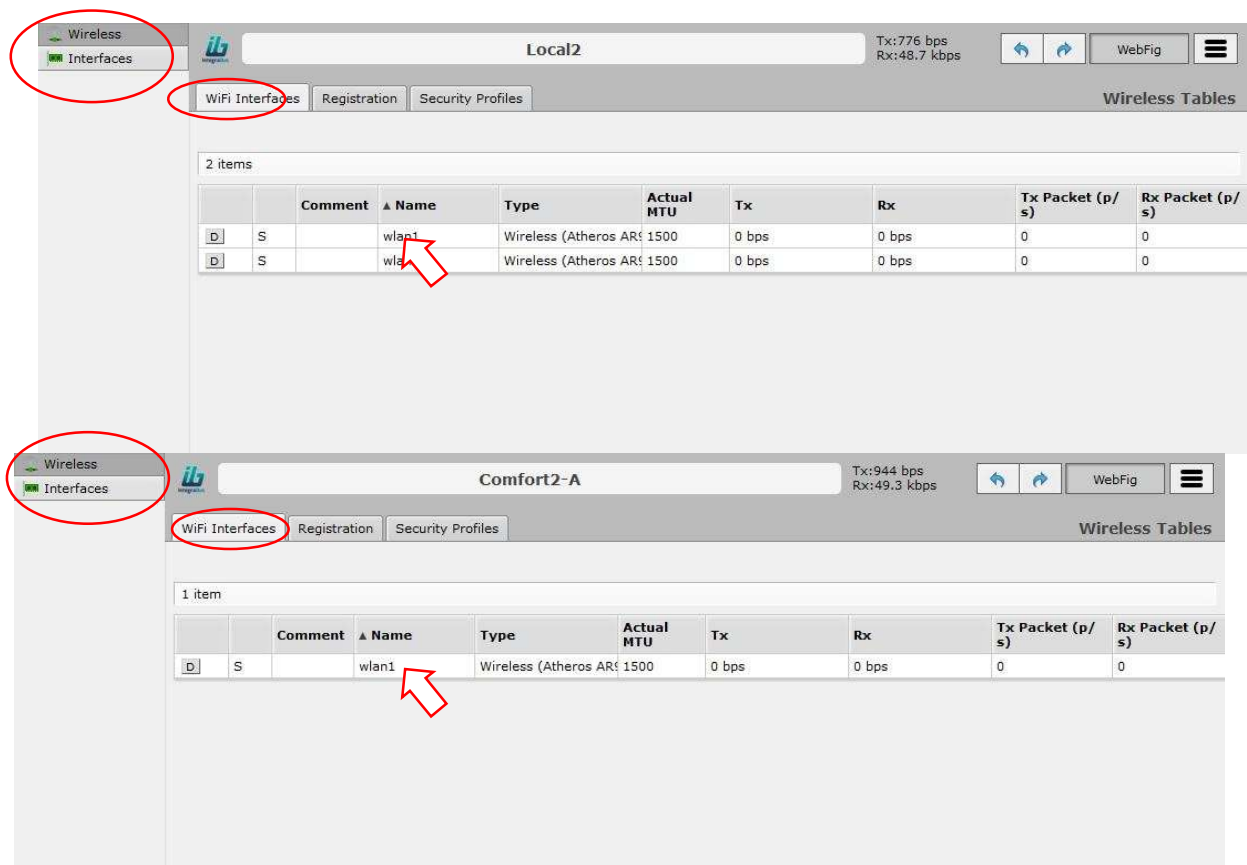 Wireless
Interfaces
Local2
Tx:776 bps
Rx:48.7 kbps
WebFig
WiFi Interfaces Registration Security Profiles Wireless Tables
2 items
Comment ▲ Name Type Actual MTU Tx Rx Tx Packet (p/s) Rx Packet (p/s)
D S wlan1 Wireless (Atheros AR9 1500 0 bps 0 bps 0 0
D S Wireless (Atheros AR9 1500 0 bps 0 bps 0 0
Wireless
Interfaces
Comfort2-A
Tx:944 bps
Rx:49.3 kbps
WebFig
WiFi Interfaces Registration Security Profiles Wireless Tables
1 item
Comment ▲ Name Type Actual MTU Tx Rx Tx Packet (p/s) Rx Packet (p/s)
D S wlan1 Wireless (Atheros AR9 1500 0 bps 0 bps 0 0